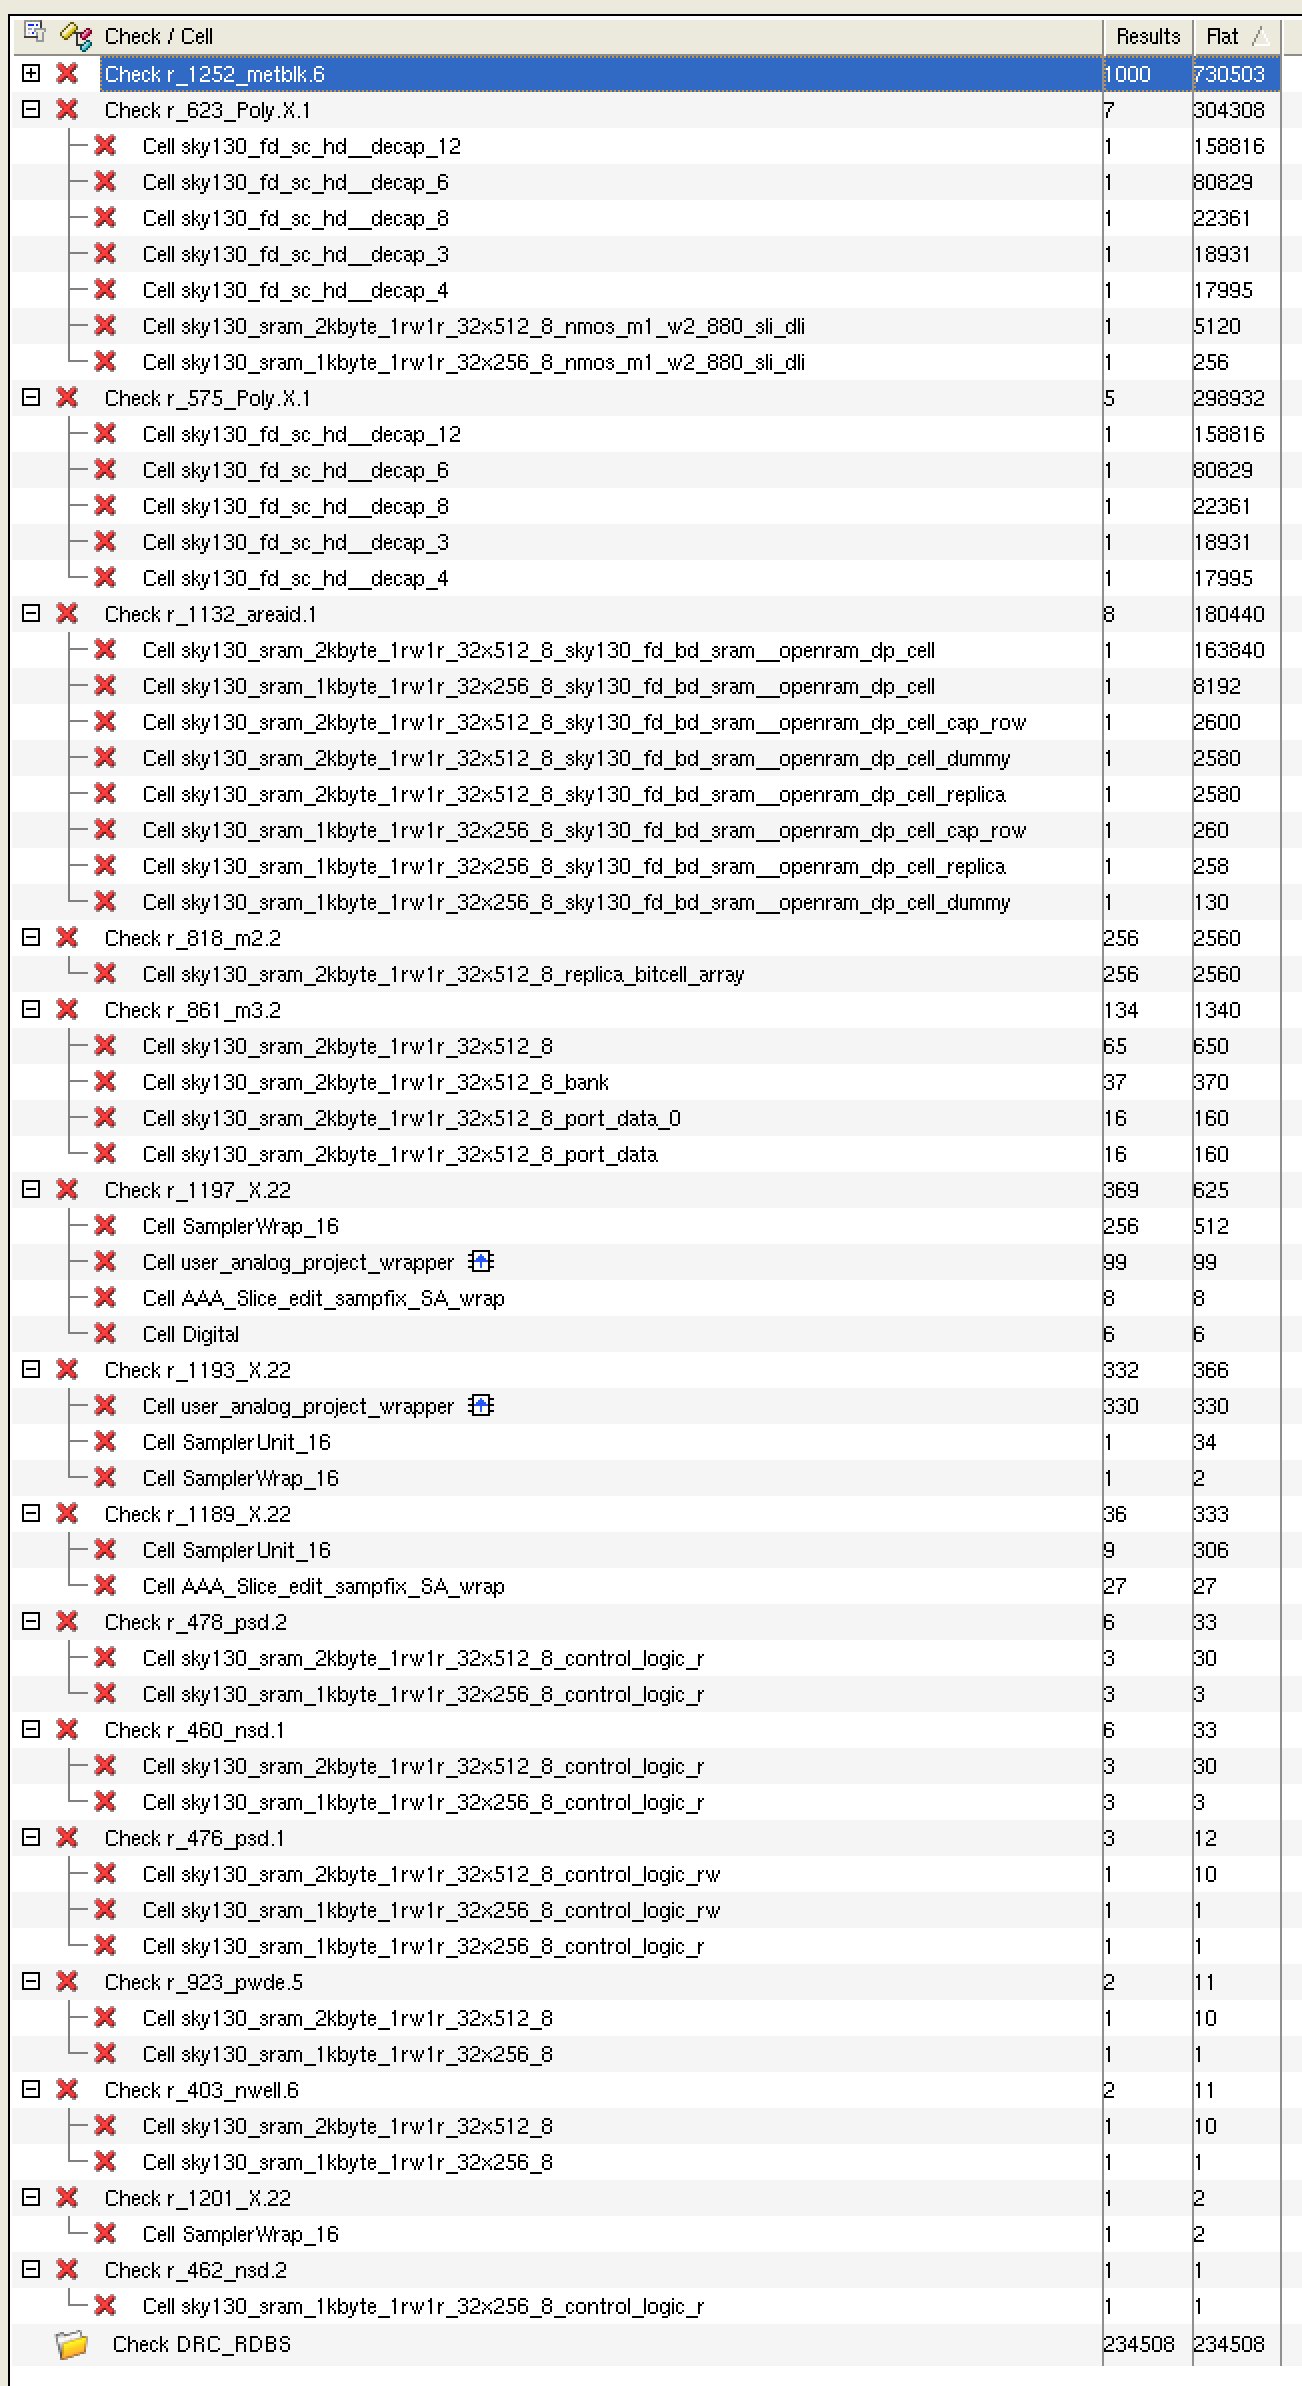 Check / Cell Results Flat
Check r_1252_metblk.6 1000 730503
Check r_623_Poly.X.1 7 304308
Cell sky130_fd_sc_hd__decap_12 1 158816
Cell sky130_fd_sc_hd__decap_6 1 80829
Cell sky130_fd_sc_hd__decap_8 1 22361
Cell sky130_fd_sc_hd__decap_3 1 18931
Cell sky130_fd_sc_hd__decap_4 1 17995
Cell sky130_sram_2kbyte_1rw1r_32x512_8_nmos_m1_w2_880_sli_dli 1 5120
Cell sky130_sram_1kbyte_1rw1r_32x256_8_nmos_m1_w2_880_sli_dli 1 256
Check r_575_Poly.X.1 5 298932
Cell sky130_fd_sc_hd__decap_12 1 158816
Cell sky130_fd_sc_hd__decap_6 1 80829
Cell sky130_fd_sc_hd__decap_8 1 22361
Cell sky130_fd_sc_hd__decap_3 1 18931
Cell sky130_fd_sc_hd__decap_4 1 17995
Check r_1132_areaid.1 8 180440
Cell sky130_sram_2kbyte_1rw1r_32x512_8_sky130_fd_bd_sram__openram_dp_cell 1 163840
Cell sky130_sram_1kbyte_1rw1r_32x256_8_sky130_fd_bd_sram__openram_dp_cell 1 8192
Cell sky130_sram_2kbyte_1rw1r_32x512_8_sky130_fd_bd_sram__openram_dp_cell_cap_row 1 2600
Cell sky130_sram_2kbyte_1rw1r_32x512_8_sky130_fd_bd_sram__openram_dp_cell_dummy 1 2580
Cell sky130_sram_2kbyte_1rw1r_32x512_8_sky130_fd_bd_sram__openram_dp_cell_replica 1 2580
Cell sky130_sram_1kbyte_1rw1r_32x256_8_sky130_fd_bd_sram__openram_dp_cell_cap_row 1 260
Cell sky130_sram_1kbyte_1rw1r_32x256_8_sky130_fd_bd_sram__openram_dp_cell_replica 1 258
Cell sky130_sram_1kbyte_1rw1r_32x256_8_sky130_fd_bd_sram__openram_dp_cell_dummy 1 130
Check r_818_m2.2 256 2560
Cell sky130_sram_2kbyte_1rw1r_32x512_8_replica_bitcell_array 256 2560
Check r_861_m3.2 134 1340
Cell sky130_sram_2kbyte_1rw1r_32x512_8 65 650
Cell sky130_sram_2kbyte_1rw1r_32x512_8_bank 37 370
Cell sky130_sram_2kbyte_1rw1r_32x512_8_port_data_0 16 160
Cell sky130_sram_2kbyte_1rw1r_32x512_8_port_data 16 160
Check r_1197_X.22 369 625
Cell SamplerWrap_16 256 512
Cell user_analog_project_wrapper 99 99
Cell AAA_Slice_edit_sampfix_SA_wrap 8 8
Cell Digital 6 6
Check r_1193_X.22 332 366
Cell user_analog_project_wrapper 330 330
Cell SamplerUnit_16 1 34
Cell SamplerWrap_16 1 2
Check r_1189_X.22 36 333
Cell SamplerUnit_16 9 306
Cell AAA_Slice_edit_sampfix_SA_wrap 27 27
Check r_478_psd.2 6 33
Cell sky130_sram_2kbyte_1rw1r_32x512_8_control_logic_r 3 30
Cell sky130_sram_1kbyte_1rw1r_32x256_8_control_logic_r 3 3
Check r_460_nsd.1 6 33
Cell sky130_sram_2kbyte_1rw1r_32x512_8_control_logic_r 3 30
Cell sky130_sram_1kbyte_1rw1r_32x256_8_control_logic_r 3 3
Check r_476_psd.1 3 12
Cell sky130_sram_2kbyte_1rw1r_32x512_8_control_logic_rw 1 10
Cell sky130_sram_1kbyte_1rw1r_32x256_8_control_logic_rw 1 1
Cell sky130_sram_1kbyte_1rw1r_32x256_8_control_logic_r 1 1
Check r_923_pwde.5 2 11
Cell sky130_sram_2kbyte_1rw1r_32x512_8 1 10
Cell sky130_sram_1kbyte_1rw1r_32x256_8 1 1
Check r_403_nwell.6 2 11
Cell sky130_sram_2kbyte_1rw1r_32x512_8 1 10
Cell sky130_sram_1kbyte_1rw1r_32x256_8 1 1
Check r_1201_X.22 1 2
Cell SamplerWrap_16 1 2
Check r_462_nsd.2 1 1
Cell sky130_sram_1kbyte_1rw1r_32x256_8_control_logic_r 1 1
Check DRC_RDBS 234508 234508